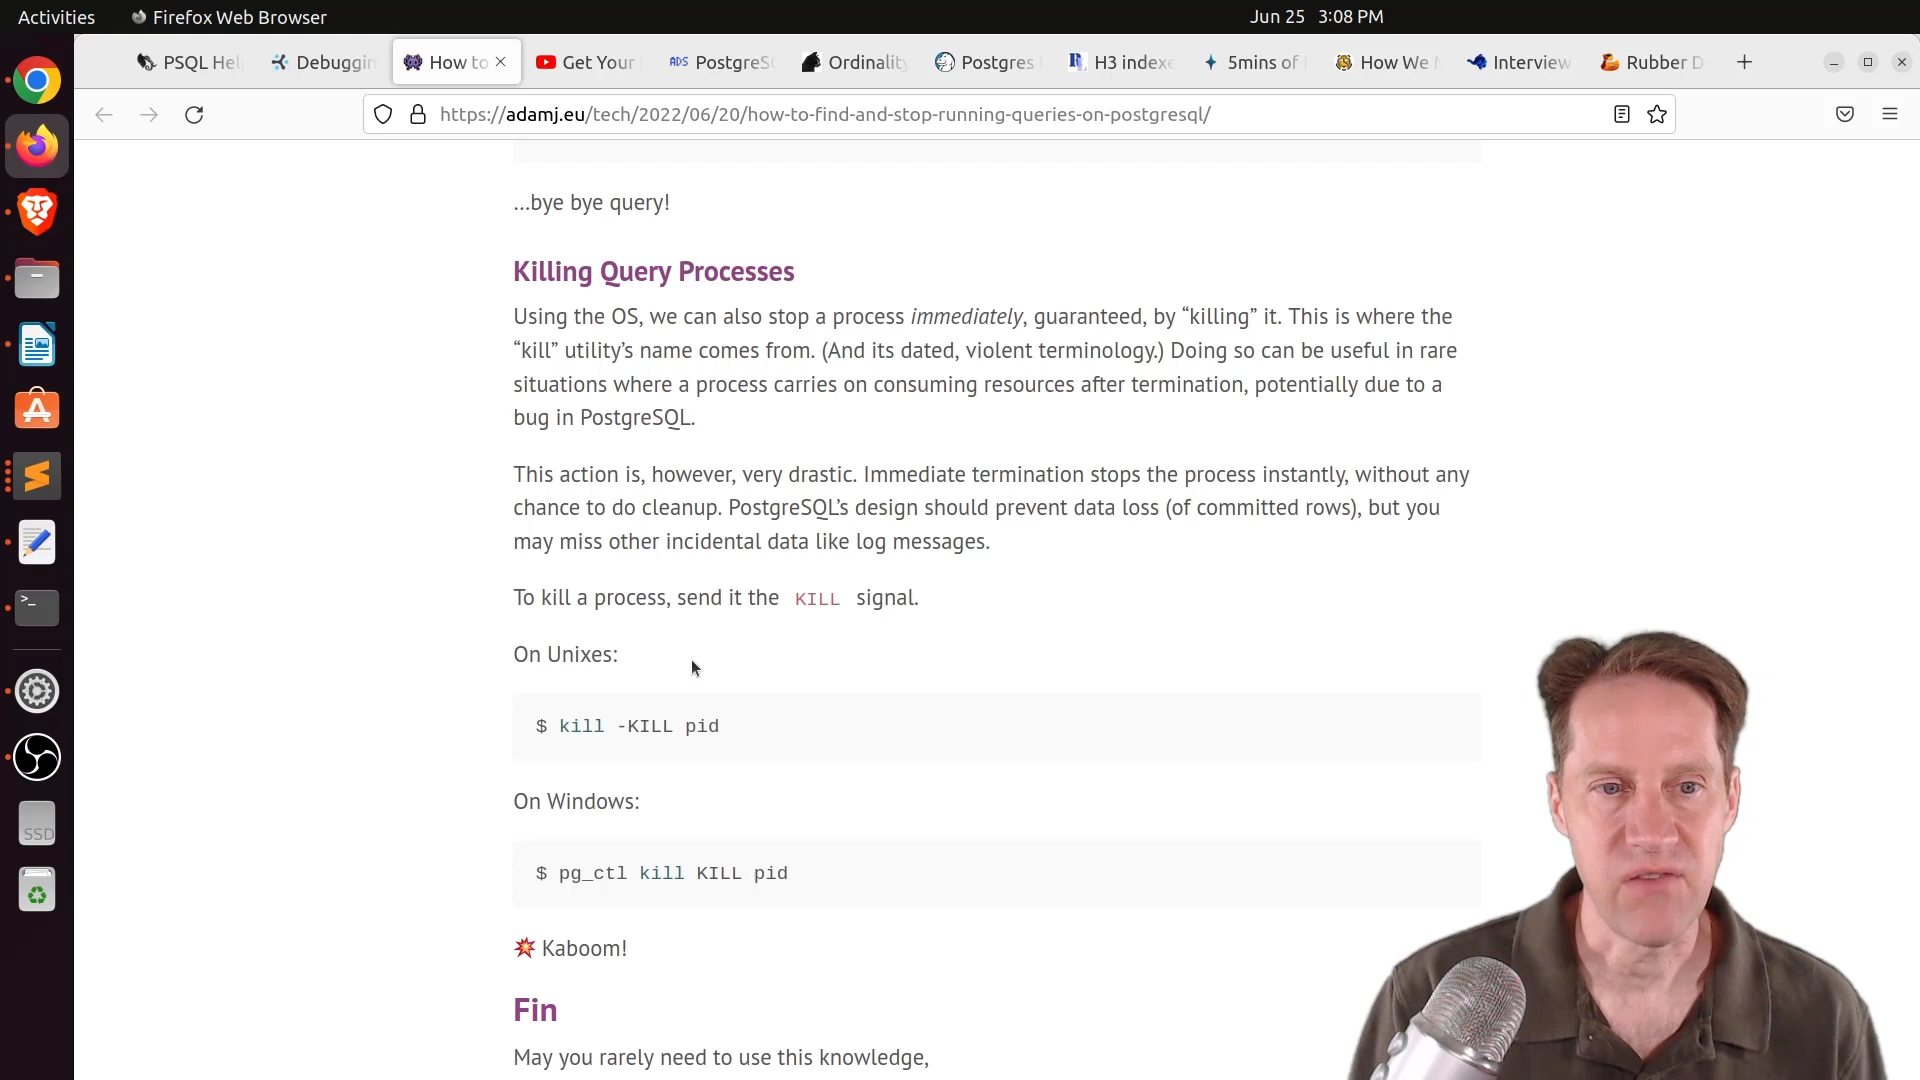 Activities
Firefox Web Browser
Jun 25 3:08 PM
PSQL Hel
Debuggin
How to
Get Your
ADS PostgreSQ
Ordinality
Postgres
H3 indexe
5mins of
How We
Interview
Rubber D
https://adamj.eu/tech/2022/06/20/how-to-find-and-stop-running-queries-on-postgresql/
...bye bye query!
Killing Query Processes
Using the OS, we can also stop a process immediately, guaranteed, by “killing” it. This is where the
“kill” utility’s name comes from. (And its dated, violent terminology.) Doing so can be useful in rare
situations where a process carries on consuming resources after termination, potentially due to a
bug in PostgreSQL.
This action is, however, very drastic. Immediate termination stops the process instantly, without any
chance to do cleanup. PostgreSQL’s design should prevent data loss (of committed rows), but you
may miss other incidental data like log messages.
To kill a process, send it the KILL signal.
On Unixes:
$ kill -KILL pid
On Windows:
$ pg_ctl kill KILL pid
💥 Kaboom!
Fin
May you rarely need to use this knowledge,
SSD